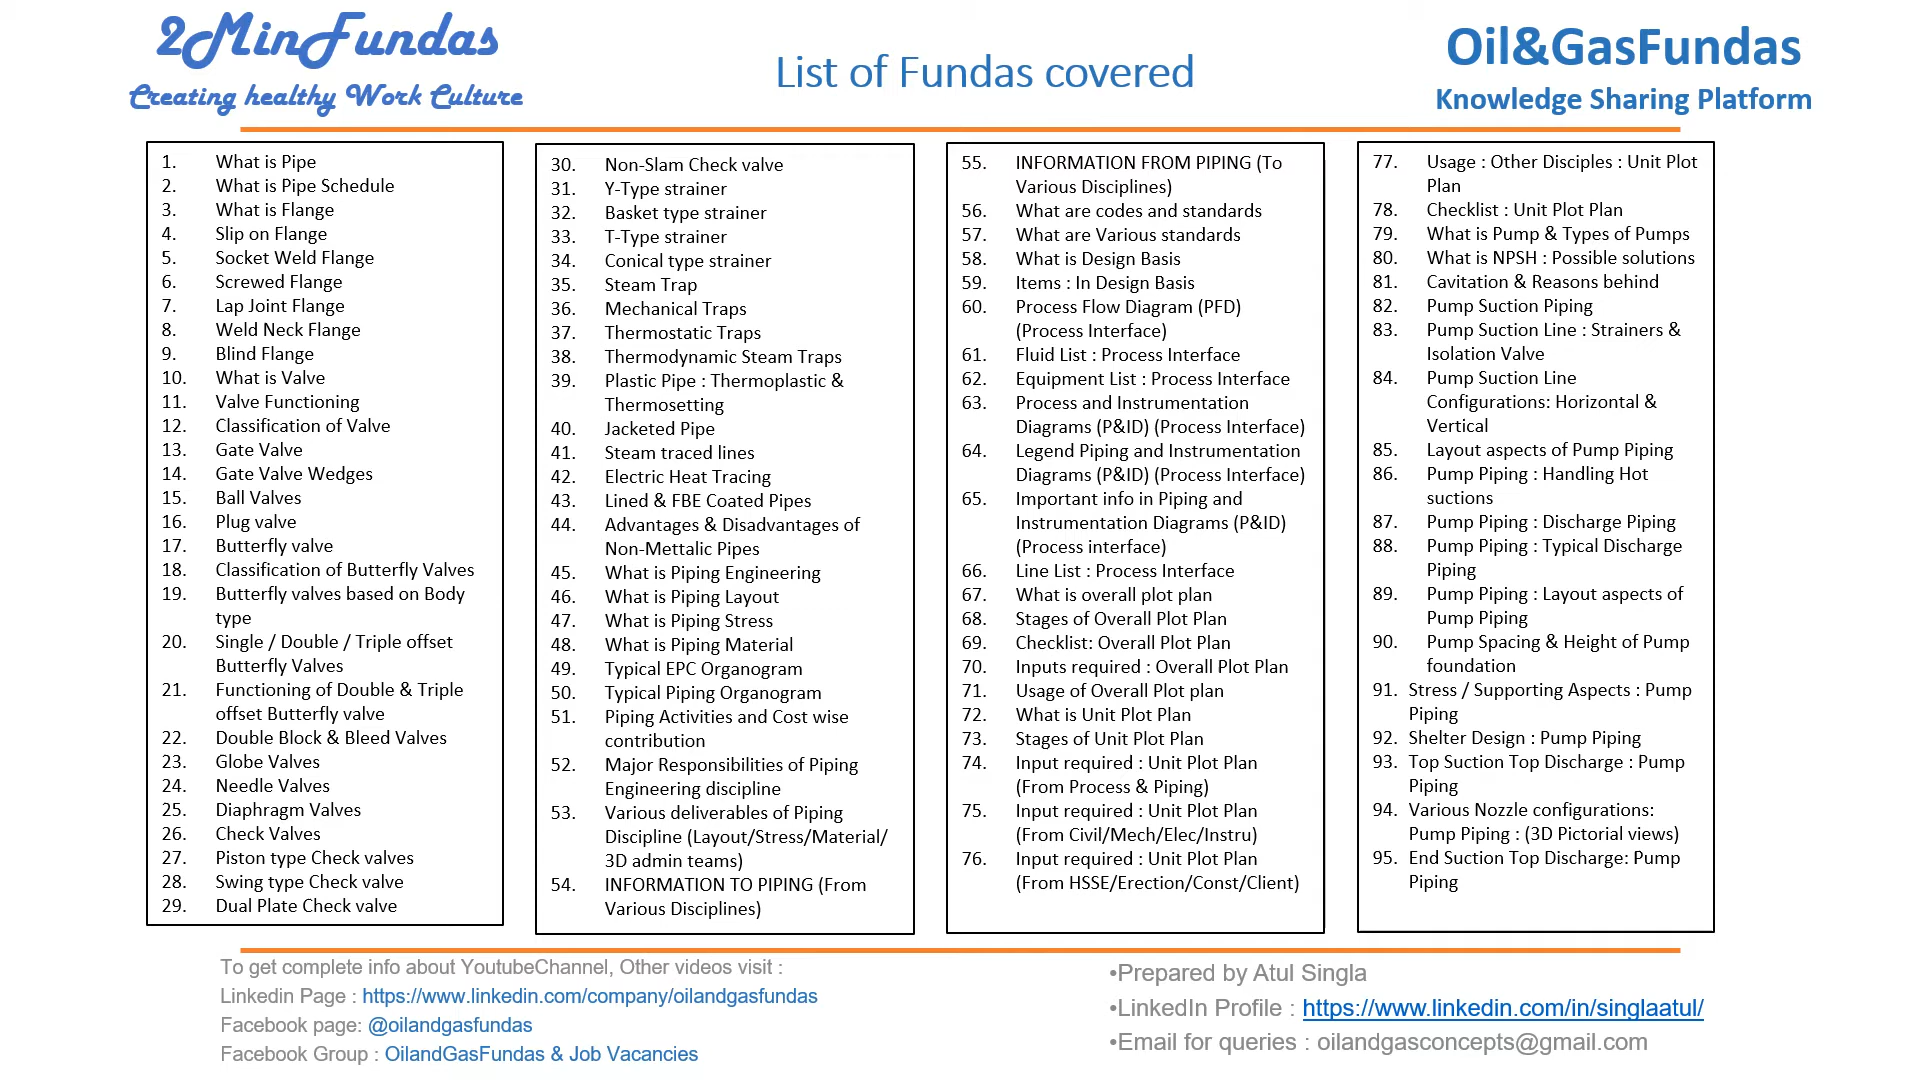 2MinFundas
Creating healthy Work Culture
List of Fundas covered
Oil&GasFundas
Knowledge Sharing Platform
1. What is Pipe
2. What is Pipe Schedule
3. What is Flange
4. Slip on Flange
5. Socket Weld Flange
6. Screwed Flange
7. Lap Joint Flange
8. Weld Neck Flange
9. Blind Flange
10. What is Valve
11. Valve Functioning
12. Classification of Valve
13. Gate Valve
14. Gate Valve Wedges
15. Ball Valves
16. Plug valve
17. Butterfly valve
18. Classification of Butterfly Valves
19. Butterfly valves based on Body
type
20. Single / Double / Triple offset
Butterfly Valves
21. Functioning of Double & Triple
offset Butterfly valve
22. Double Block & Bleed Valves
23. Globe Valves
24. Needle Valves
25. Diaphragm Valves
26. Check Valves
27. Piston type Check valves
28. Swing type Check valve
29. Dual Plate Check valve
30. Non-Slam Check valve
31. Y-Type strainer
32. Basket type strainer
33. T-Type strainer
34. Conical type strainer
35. Steam Trap
36. Mechanical Traps
37. Thermostatic Traps
38. Thermodynamic Steam Traps
39. Plastic Pipe : Thermoplastic &
Thermosetting
40. Jacketed Pipe
41. Steam traced lines
42. Electric Heat Tracing
43. Lined & FBE Coated Pipes
44. Advantages & Disadvantages of
Non-Mettalic Pipes
45. What is Piping Engineering
46. What is Piping Layout
47. What is Piping Stress
48. What is Piping Material
49. Typical EPC Organogram
50. Typical Piping Organogram
51. Piping Activities and Cost wise
contribution
52. Major Responsibilities of Piping
Engineering discipline
53. Various deliverables of Piping
Discipline (Layout/Stress/Material/
3D admin teams)
54. INFORMATION TO PIPING (From
Various Disciplines)
55. INFORMATION FROM PIPING (To
Various Disciplines)
56. What are codes and standards
57. What are Various standards
58. What is Design Basis
59. Items : In Design Basis
60. Process Flow Diagram (PFD)
(Process Interface)
61. Fluid List : Process Interface
62. Equipment List : Process Interface
63. Process and Instrumentation
Diagrams (P&ID) (Process Interface)
64. Legend Piping and Instrumentation
Diagrams (P&ID) (Process Interface)
65. Important info in Piping and
Instrumentation Diagrams (P&ID)
(Process interface)
66. Line List : Process Interface
67. What is overall plot plan
68. Stages of Overall Plot Plan
69. Checklist: Overall Plot Plan
70. Inputs required : Overall Plot Plan
71. Usage of Overall Plot plan
72. What is Unit Plot Plan
73. Stages of Unit Plot Plan
74. Input required : Unit Plot Plan
(From Process & Piping)
75. Input required : Unit Plot Plan
(From Civil/Mech/Elec/Instru)
76. Input required : Unit Plot Plan
(From HSSE/Erection/Const/Client)
77. Usage : Other Disciples : Unit Plot
Plan
78. Checklist : Unit Plot Plan
79. What is Pump & Types of Pumps
80. What is NPSH : Possible solutions
81. Cavitation & Reasons behind
82. Pump Suction Piping
83. Pump Suction Line : Strainers &
Isolation Valve
84. Pump Suction Line
Configurations: Horizontal &
Vertical
85. Layout aspects of Pump Piping
86. Pump Piping : Handling Hot
suctions
87. Pump Piping : Discharge Piping
88. Pump Piping : Typical Discharge
Piping
89. Pump Piping : Layout aspects of
Pump Piping
90. Pump Spacing & Height of Pump
foundation
91. Stress / Supporting Aspects : Pump
Piping
92. Shelter Design : Pump Piping
93. Top Suction Top Discharge : Pump
Piping
94. Various Nozzle configurations:
Pump Piping : (3D Pictorial views)
95. End Suction Top Discharge: Pump
Piping
To get complete info about YoutubeChannel, Other videos visit :
Linkedin Page : https://www.linkedin.com/company/oilandgasfundas
Facebook page: @oilandgasfundas
Facebook Group : OilandGasFundas & Job Vacancies
•Prepared by Atul Singla
•LinkedIn Profile : https://www.linkedin.com/in/singlaatul/
•Email for queries : oilandgasconcepts@gmail.com